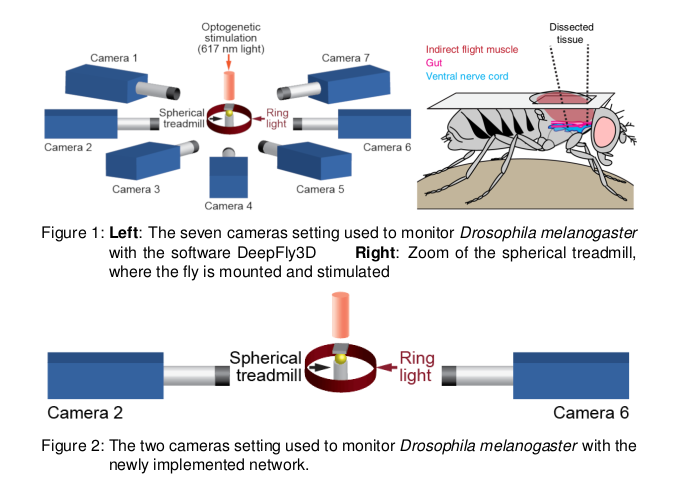 Optogenetic
stimulation
(617 nm light)
Camera 1
Camera 7
Spherical
treadmill
Ring
light
Camera 2
Camera 6
Camera 3
Camera 5
Camera 4
Dissected
tissue
Indirect flight muscle
Gut
Ventral nerve cord
Figure 1: Left: The seven cameras setting used to monitor Drosophila melanogaster
with the software DeepFly3D Right: Zoom of the spherical treadmill,
where the fly is mounted and stimulated
Spherical
treadmill
Ring
light
Camera 2
Camera 6
Figure 2: The two cameras setting used to monitor Drosophila melanogaster with the
newly implemented network.